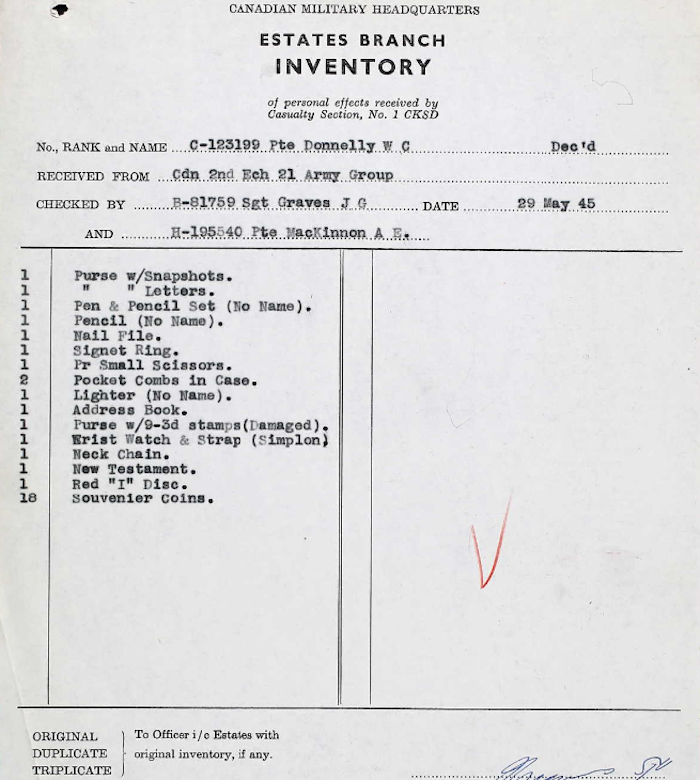 CANADIAN MILITARY HEADQUARTERS
ESTATES BRANCH
INVENTORY
of personal effects received by
Casualty Section, No. 1 CKSD
No., RANK and NAME C-123199 Pte Donnelly W C Dec'd
RECEIVED FROM Cdn 2nd Ech 21 Army Group
CHECKED BY B-81759 Sgt Graves J G DATE 29 May 45
AND H-195540 Pte MacKinnon A E.
1 Purse w/Snapshots.
1 " " Letters.
1 Pen & Pencil Set (No Name).
1 Pencil (No Name).
1 Nail File.
1 Signet Ring.
1 Pr Small Scissors.
2 Pocket Combs in Case.
1 Lighter (No Name).
1 Address Book.
1 Purse w/9-3d stamps(Damaged).
1 Wrist Watch & Strap (Simplon)
1 Neck Chain.
1 New Testament.
1 Red "I" Disc.
18 Souvenier Coins.
ORIGINAL To Officer i/c Estates with
DUPLICATE original inventory, if any.
TRIPLICATE